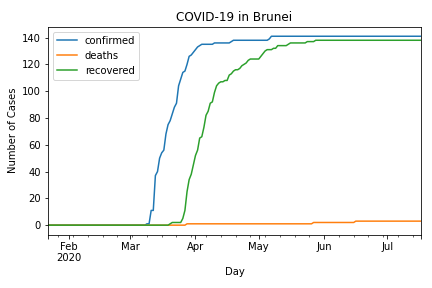 COVID-19 in Brunei
confirmed
deaths
recovered
Number of Cases
140
120
100
80
60
40
20
0
Feb
2020
Mar
Apr
May
Jun
Jul
Day